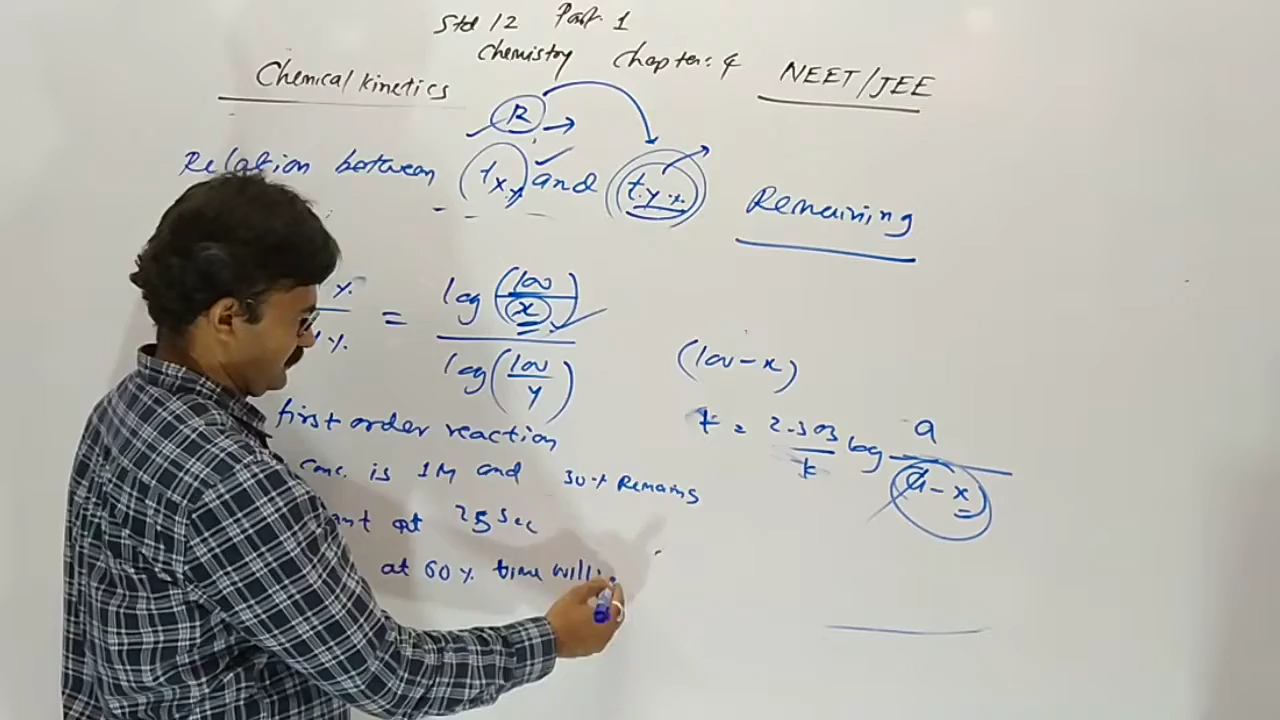 Std 12 Part. 1
Chemistry Chapter: 4
Chemical kinetics
NEET/JEE
R
Relation between t x.% and t.y.% Remaining
%. = log (100/x)
%. log (100/y)
(100-x)
t = 2.303/k log a/(a-x)
first order reaction
conc. is 1M and 30% Remains
at 25 sec
at 60 %. time will